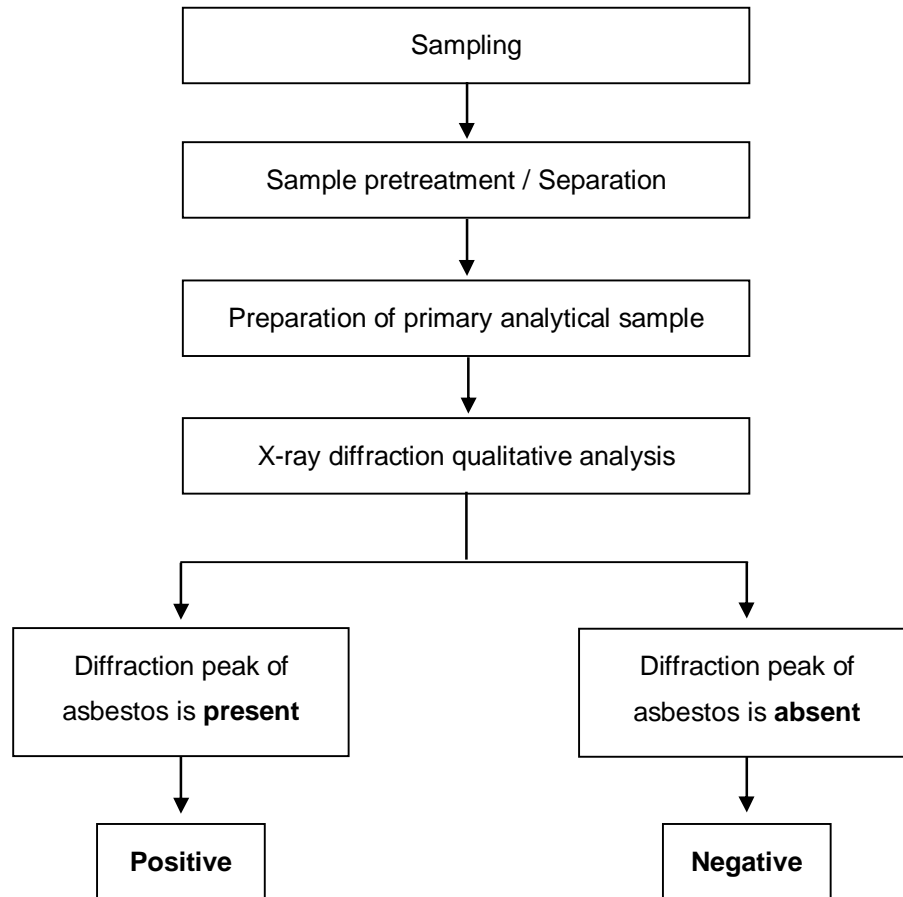 Sampling
Sample pretreatment / Separation
Preparation of primary analytical sample
X-ray diffraction qualitative analysis
Diffraction peak of
asbestos is present
Diffraction peak of
asbestos is absent
Positive
Negative